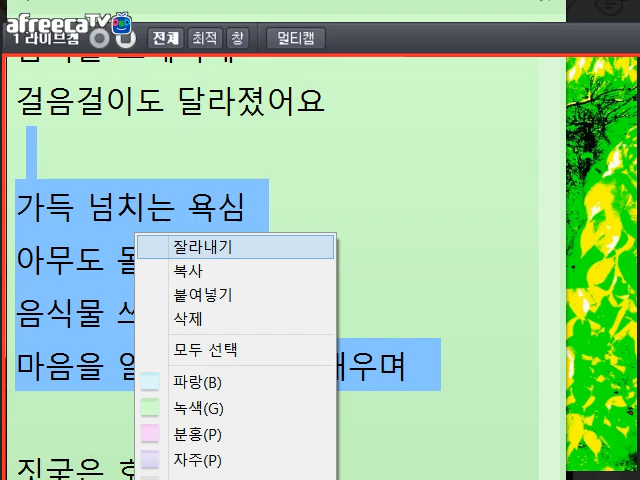 afreecaTV
1 라이브캠
전체
최적
창
멀티캠
걸음걸이도 달라졌어요
가득 넘치는 욕심
아무도
음식물
마음을
배우며
잘라내기
복사
붙여넣기
삭제
모두 선택
파랑(B)
녹색(G)
분홍(P)
자주(P)